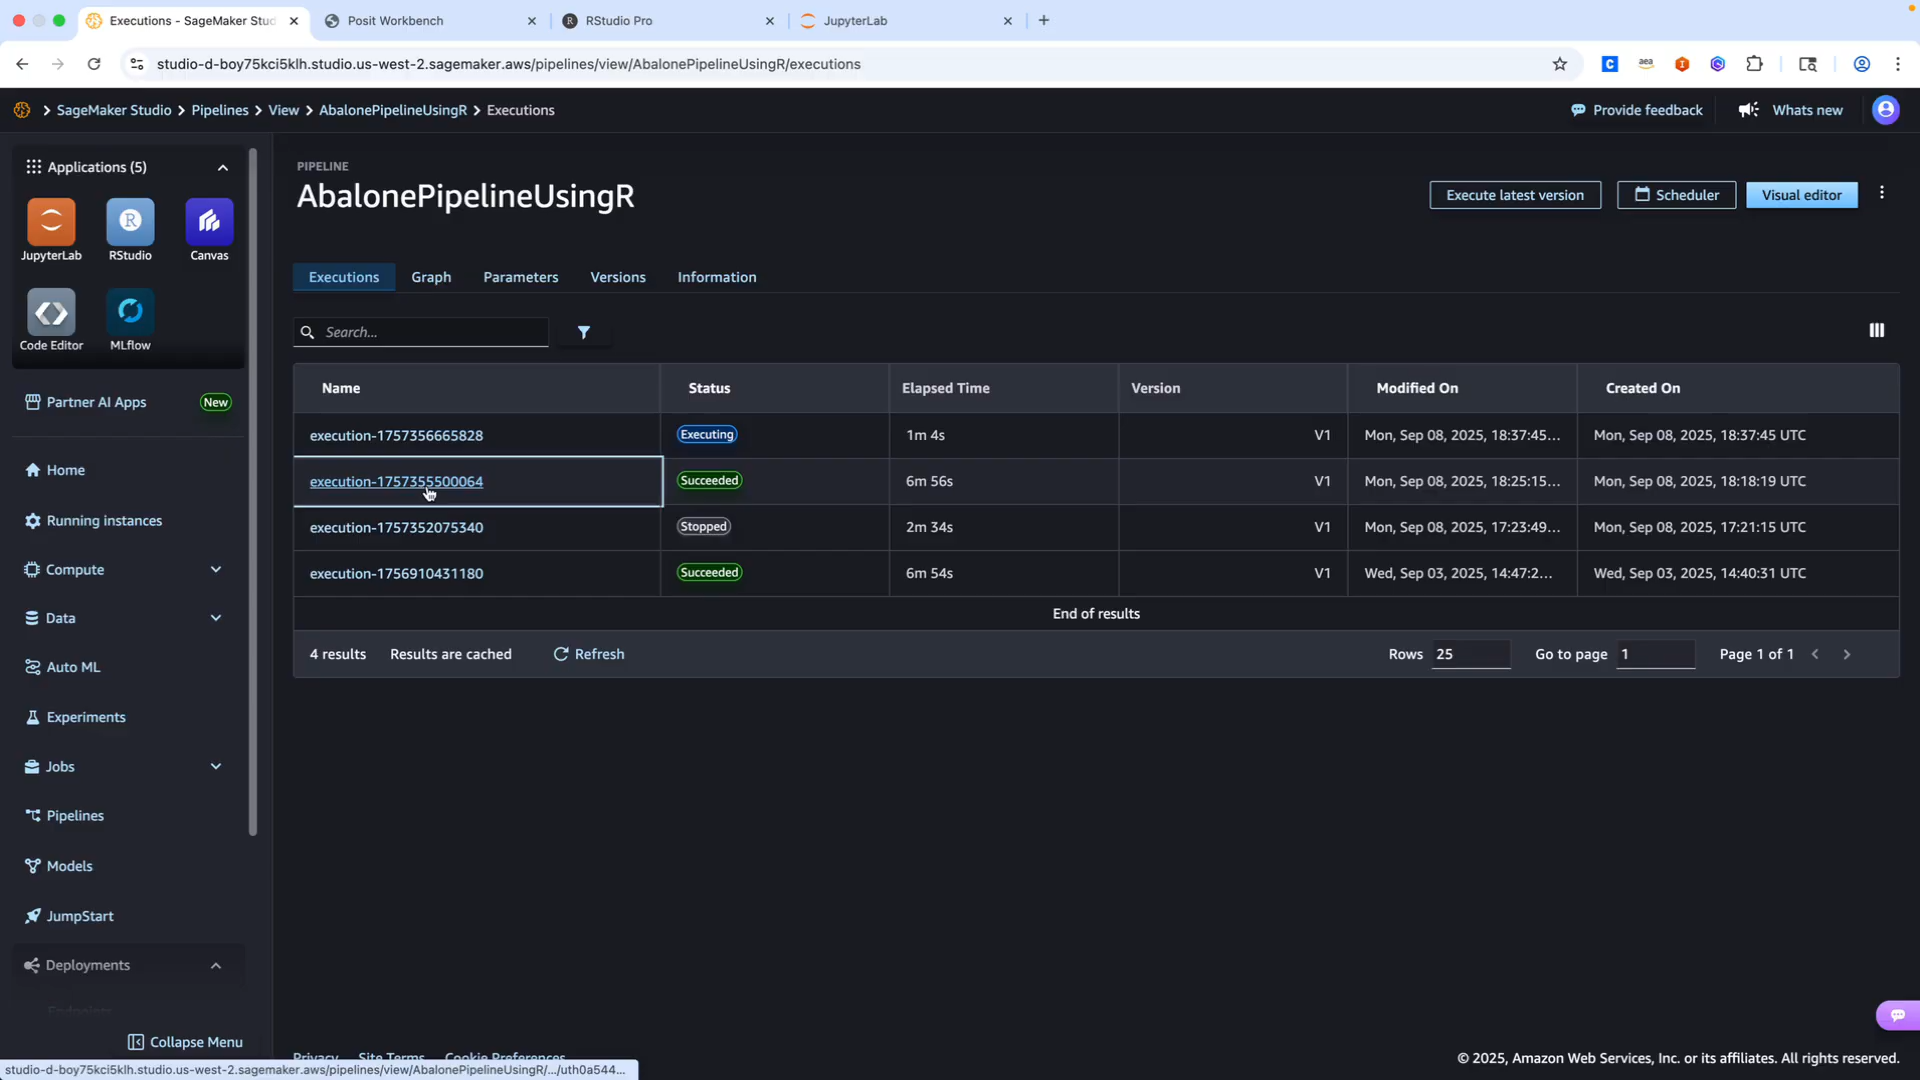 Executions - SageMaker Stud
Posit Workbench
RStudio Pro
JupyterLab
studio-d-boy75kci5klh.studio.us-west-2.sagemaker.aws/pipelines/view/AbalonePipelineUsingR/executions
SageMaker Studio > Pipelines > View > AbalonePipelineUsingR > Executions
Provide feedback
Whats new
Applications (5)
JupyterLab
RStudio
Canvas
Code Editor
MLflow
Partner AI Apps
New
Home
Running instances
Compute
Data
Auto ML
Experiments
Jobs
Pipelines
Models
JumpStart
Deployments
Endpoints
Collapse Menu
PIPELINE
AbalonePipelineUsingR
Execute latest version
Scheduler
Visual editor
Executions
Graph
Parameters
Versions
Information
Search...
Name Status Elapsed Time Version Modified On Created On
execution-1757356665828 Executing 1m 4s V1 Mon, Sep 08, 2025, 18:37:45... Mon, Sep 08, 2025, 18:37:45 UTC
execution-1757355500064 Succeeded 6m 56s V1 Mon, Sep 08, 2025, 18:25:15... Mon, Sep 08, 2025, 18:18:19 UTC
execution-1757352075340 Stopped 2m 34s V1 Mon, Sep 08, 2025, 17:23:49... Mon, Sep 08, 2025, 17:21:15 UTC
execution-1756910431180 Succeeded 6m 54s V1 Wed, Sep 03, 2025, 14:47:2... Wed, Sep 03, 2025, 14:40:31 UTC
End of results
4 results Results are cached Refresh Rows 25 Go to page 1 Page 1 of 1
Privacy Site Terms Cookie Preferences
© 2025, Amazon Web Services, Inc. or its affiliates. All rights reserved.
studio-d-boy75kci5klh.studio.us-west-2.sagemaker.aws/pipelines/view/AbalonePipelineUsingR/.../uth0a544...